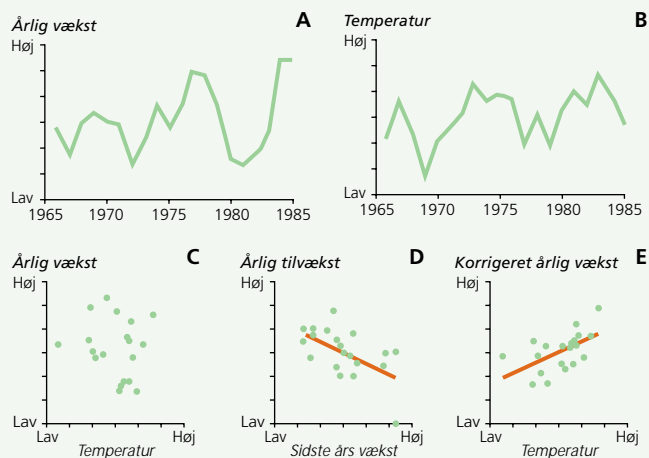 Årlig vækst
A
Høj
Lav
1965 1970 1975 1980 1985
Temperatur
B
Høj
Lav
1965 1970 1975 1980 1985
Årlig vækst
C
Høj
Lav
Lav Høj
Temperatur
Årlig tilvækst
D
Høj
Lav
Lav Høj
Sidste års vækst
Korrigeret årlig vækst
E
Høj
Lav
Lav Høj
Temperatur